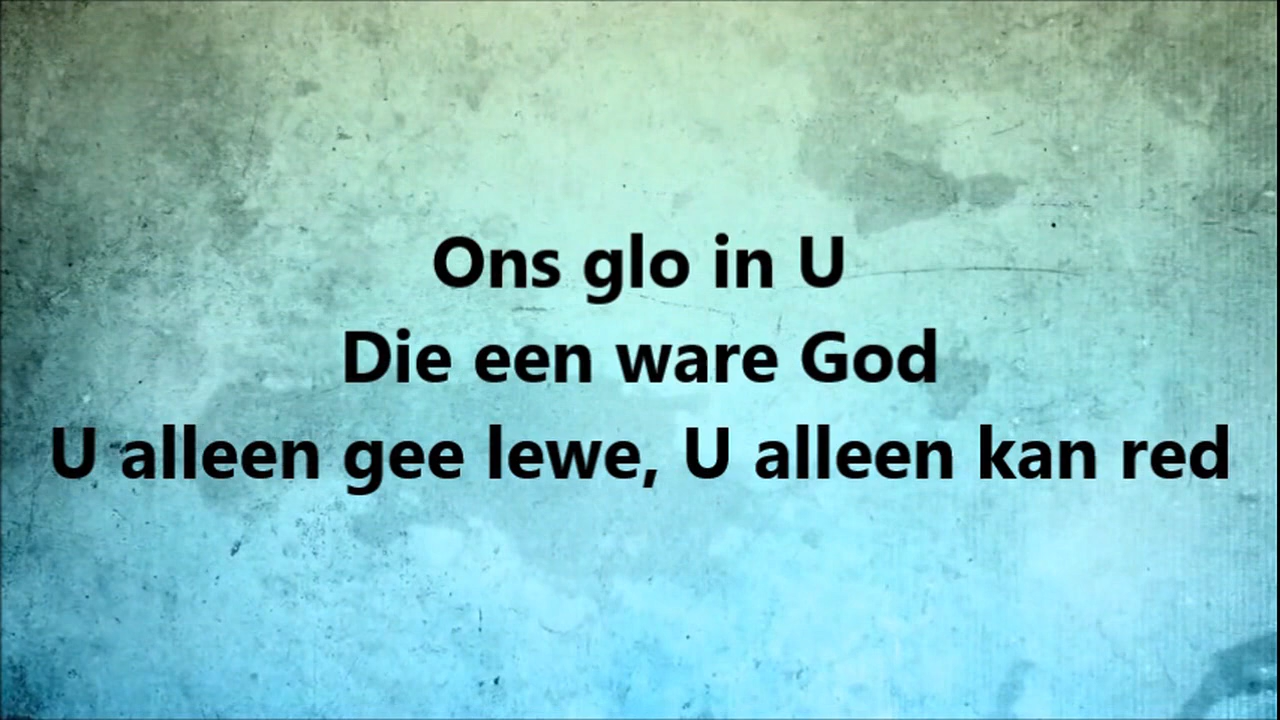 Ons glo in U
Die een ware God
U alleen gee lewe, U alleen kan red